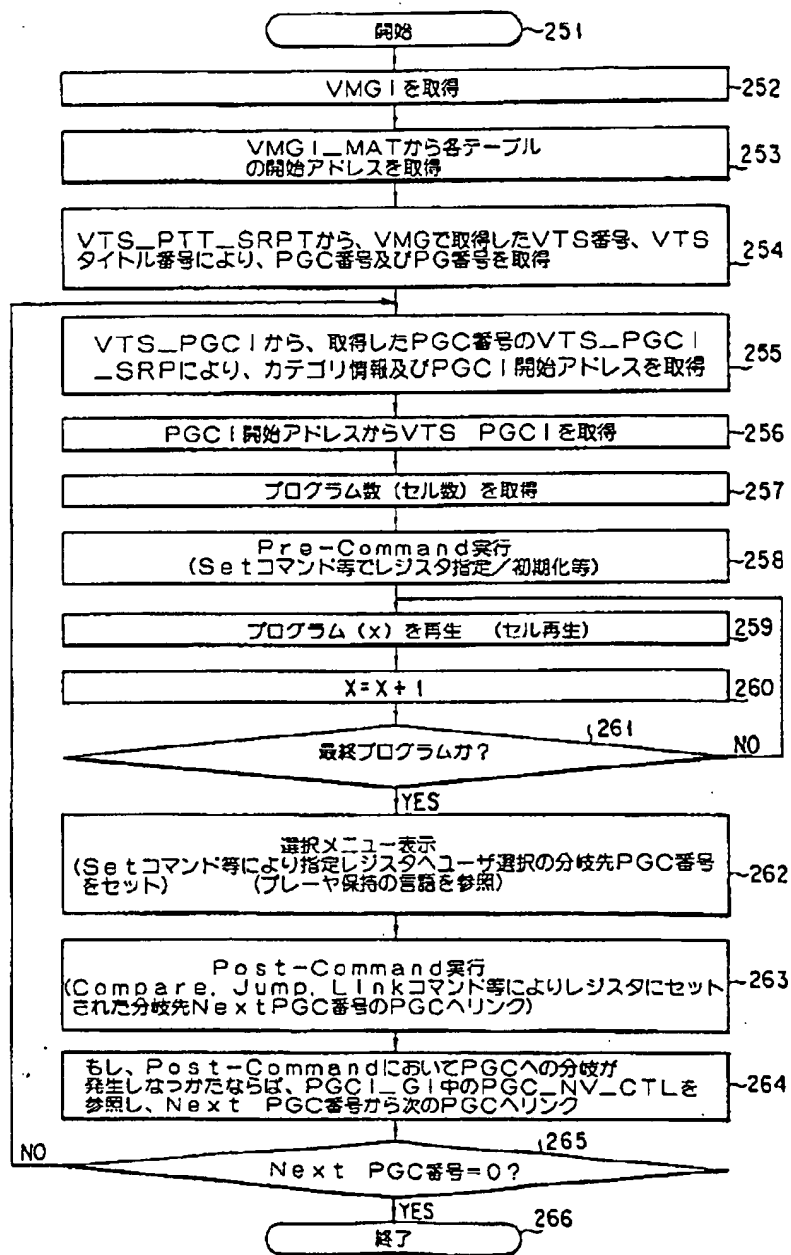 開始 251
VMGIを取得 252
VMGI_MATから各テーブル
の開始アドレスを取得 253
VTS_PTT_SRPTから、VMGで取得したVTS番号、VTS
タイトル番号により、PGC番号及びPG番号を取得 254
VTS_PGCIから、取得したPGC番号のVTS_PGCI
_SRPにより、カテゴリ情報及びPGCI開始アドレスを取得 255
PGCI開始アドレスからVTS PGCIを取得 256
プログラム数(セル数)を取得 257
Pre-Command実行
(Setコマンド等でレジスタ指定/初期化等) 258
プログラム(x)を再生 (セル再生) 259
X=X+1 260
261
最終プログラムか? NO
YES
選択メニュー表示
(Setコマンド等により指定レジスタへユーザ選択の分岐先PGC番号
をセット) (プレーヤ保持の言語を参照) 262
Post-Command実行
(Compare、Jump、Linkコマンド等によりレジスタにセット
された分岐先NextPGC番号のPGCへリンク) 263
もし、Post-CommandにおいてPGCへの分岐が
発生しなつかたならば、PGCI_GI中のPGC_NV_CTLを
参照し、Next PGC番号から次のPGCへリンク 264
265
NO Next PGC番号=0?
YES
終了 266